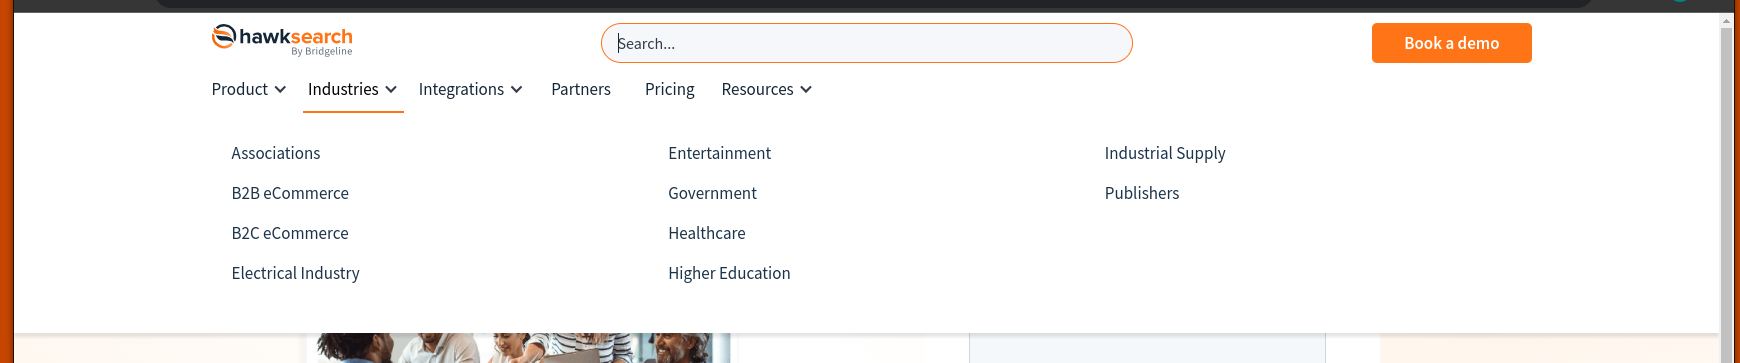 hawksearch
By Bridgeline
Search...
Book a demo
Product Industries Integrations Partners Pricing Resources
Associations Entertainment Industrial Supply
B2B eCommerce Government Publishers
B2C eCommerce Healthcare
Electrical Industry Higher Education